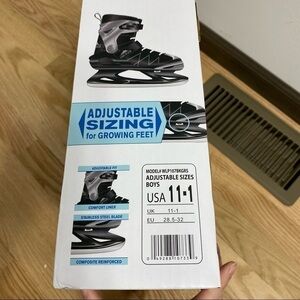 ADJUSTABLE
SIZING
for GROWING FEET
ADJUSTABLE FIT
COMFORT LINER
STAINLESS STEEL BLADE
COMPOSITE REINFORCED
ADJUSTABLE SIZES
BOYS
USA 11-1
UK 11-1
EU 28.5-32